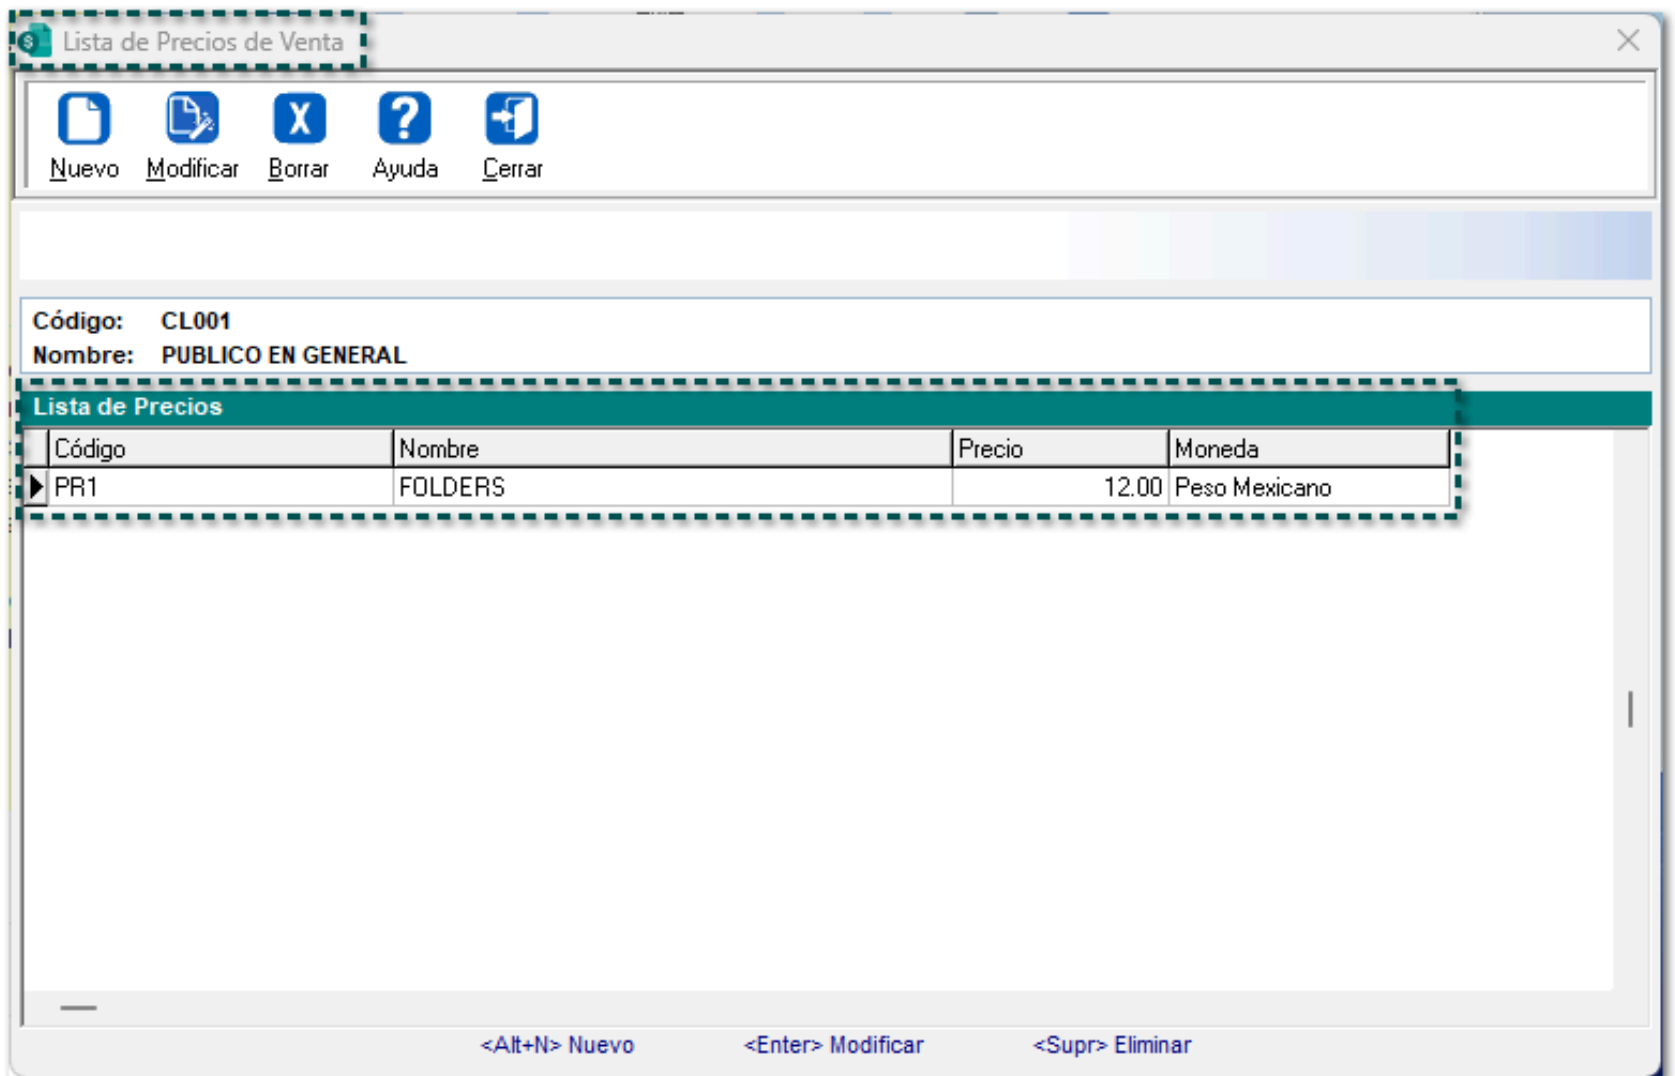 Lista de Precios de Venta
Nuevo Modificar Borrar Ayuda Cerrar
Código: CL001
Nombre: PUBLICO EN GENERAL
Lista de Precios
Código Nombre Precio Moneda
PR1 FOLDERS 12.00 Peso Mexicano
<Alt+N> Nuevo <Enter> Modificar <Supr> Eliminar